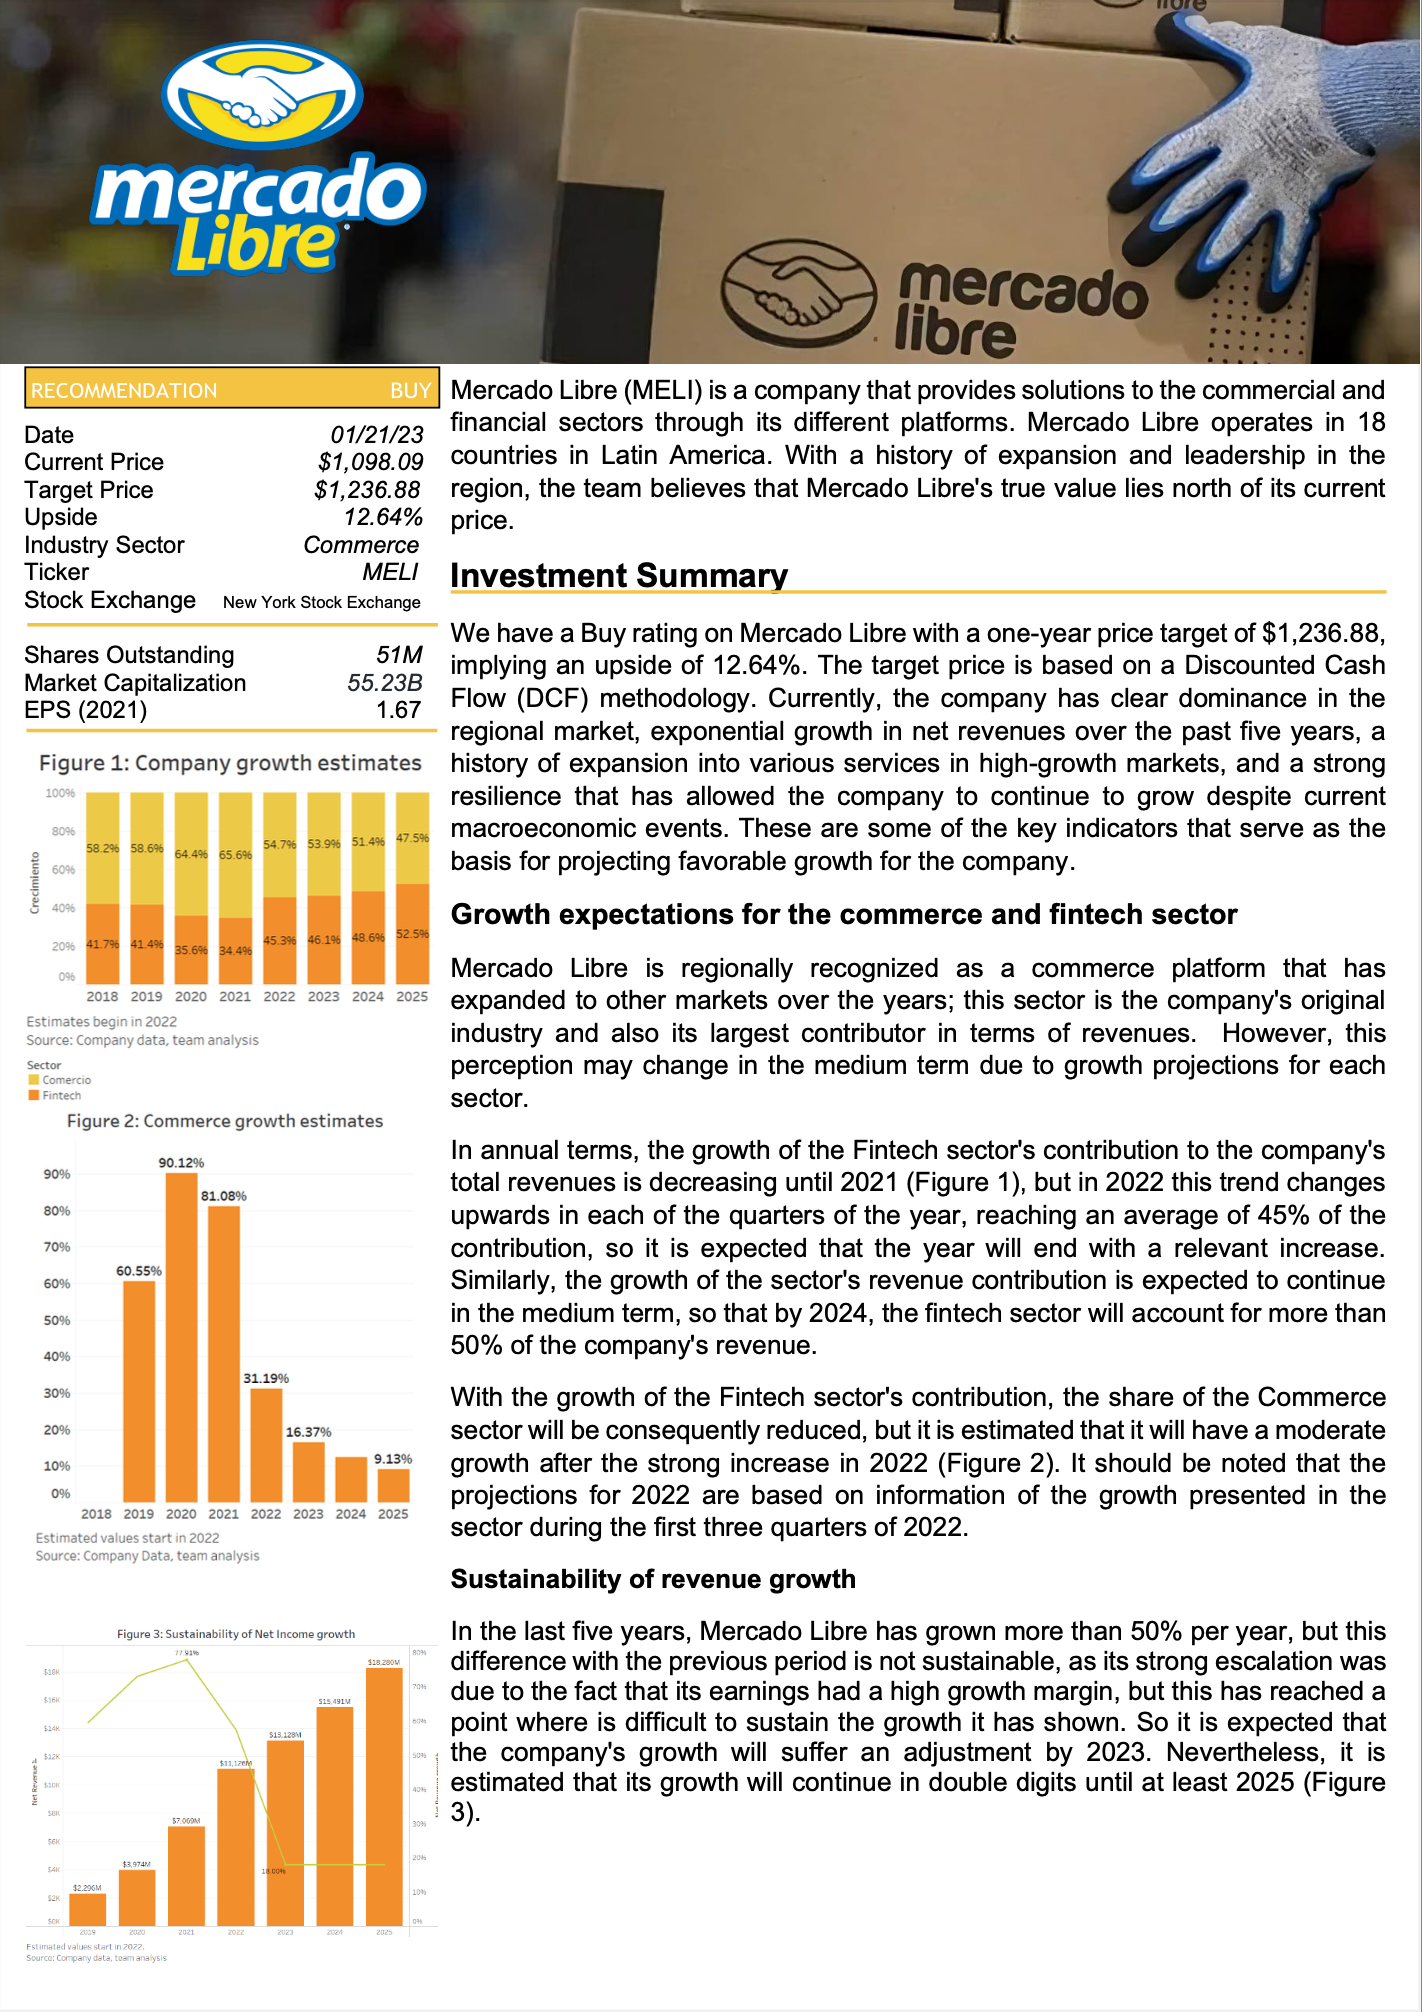 mercado
Libre
mercado
libre
RECOMMENDATION BUY
Date 01/21/23
Current Price $1,098.09
Target Price $1,236.88
Upside 12.64%
Industry Sector Commerce
Ticker MELI
Stock Exchange New York Stock Exchange
Shares Outstanding 51M
Market Capitalization 55.23B
EPS (2021) 1.67
Figure 1: Company growth estimates
Crecimiento
100%
80%
60%
40%
20%
0%
58.2% 58.6% 64.4% 65.6% 54.7% 53.9% 51.4% 47.5%
41.7% 41.4% 35.6% 34.4% 45.3% 46.1% 48.6% 52.5%
2018 2019 2020 2021 2022 2023 2024 2025
Estimates begin in 2022
Source: Company data, team analysis
Sector
Comercio
Fintech
Figure 2: Commerce growth estimates
90%
80%
70%
60%
50%
40%
30%
20%
10%
0%
60.55% 90.12% 81.08% 31.19% 16.37% 9.13%
2018 2019 2020 2021 2022 2023 2024 2025
Estimated values start in 2022
Source: Company Data, team analysis
Figure 3: Sustainability of Net Income growth
77.91%
18.00%
$18K
$16K
$14K
$12K
$10K
$8K
$6K
$4K
$2K
$0K
Net Revenue
$2,296M $3,974M $7,069M $11,126M $13,128M $15,491M $18,280M
80%
70%
60%
50%
40%
30%
20%
10%
0%
2019 2020 2021 2022 2023 2024 2025
Estimated values start in 2022.
Source: Company data, team analysis
Mercado Libre (MELI) is a company that provides solutions to the commercial and
financial sectors through its different platforms. Mercado Libre operates in 18
countries in Latin America. With a history of expansion and leadership in the
region, the team believes that Mercado Libre's true value lies north of its current
price.
Investment Summary
We have a Buy rating on Mercado Libre with a one-year price target of $1,236.88,
implying an upside of 12.64%. The target price is based on a Discounted Cash
Flow (DCF) methodology. Currently, the company has clear dominance in the
regional market, exponential growth in net revenues over the past five years, a
history of expansion into various services in high-growth markets, and a strong
resilience that has allowed the company to continue to grow despite current
macroeconomic events. These are some of the key indicators that serve as the
basis for projecting favorable growth for the company.
Growth expectations for the commerce and fintech sector
Mercado Libre is regionally recognized as a commerce platform that has
expanded to other markets over the years; this sector is the company's original
industry and also its largest contributor in terms of revenues. However, this
perception may change in the medium term due to growth projections for each
sector.
In annual terms, the growth of the Fintech sector's contribution to the company's
total revenues is decreasing until 2021 (Figure 1), but in 2022 this trend changes
upwards in each of the quarters of the year, reaching an average of 45% of the
contribution, so it is expected that the year will end with a relevant increase.
Similarly, the growth of the sector's revenue contribution is expected to continue
in the medium term, so that by 2024, the fintech sector will account for more than
50% of the company's revenue.
With the growth of the Fintech sector's contribution, the share of the Commerce
sector will be consequently reduced, but it is estimated that it will have a moderate
growth after the strong increase in 2022 (Figure 2). It should be noted that the
projections for 2022 are based on information of the growth presented in the
sector during the first three quarters of 2022.
Sustainability of revenue growth
In the last five years, Mercado Libre has grown more than 50% per year, but this
difference with the previous period is not sustainable, as its strong escalation was
due to the fact that its earnings had a high growth margin, but this has reached a
point where is difficult to sustain the growth it has shown. So it is expected that
the company's growth will suffer an adjustment by 2023. Nevertheless, it is
estimated that its growth will continue in double digits until at least 2025 (Figure
3).